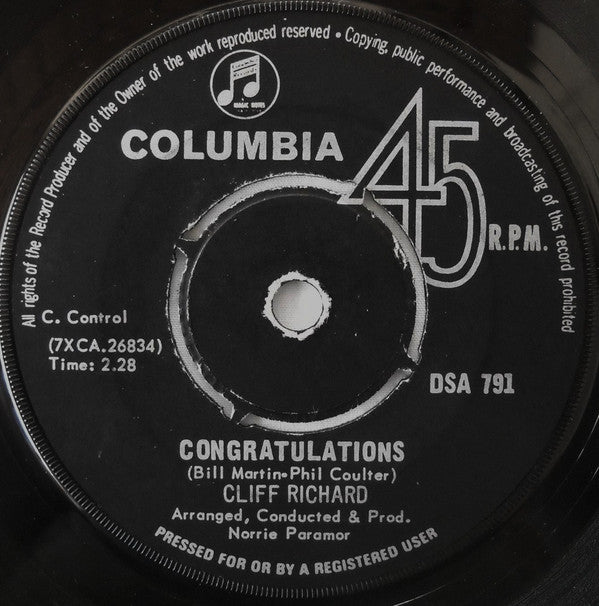 All rights of the Record Producer and of the Owner of the work reproduced reserved • Copying, public performance and broadcasting of this record prohibited
MAGIC NOTES
COLUMBIA
45
R.P.M.
C. Control
(7XCA.26834)
Time: 2.28
DSA 791
CONGRATULATIONS
(Bill Martin-Phil Coulter)
CLIFF RICHARD
Arranged, Conducted & Prod.
Norrie Paramor
PRESSED FOR OR BY A REGISTERED USER